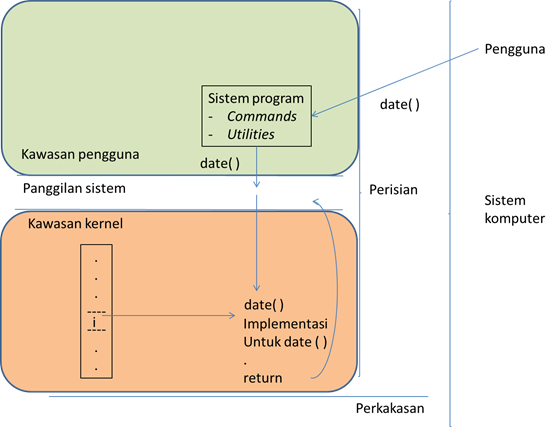 Pengguna
Sistem program
- Commands
- Utilities
date( )
Kawasan pengguna
date( )
Panggilan sistem
Perisian
Sistem
komputer
Kawasan kernel
.
.
.
i
.
.
date( )
Implementasi
Untuk date ( )
.
return
Perkakasan